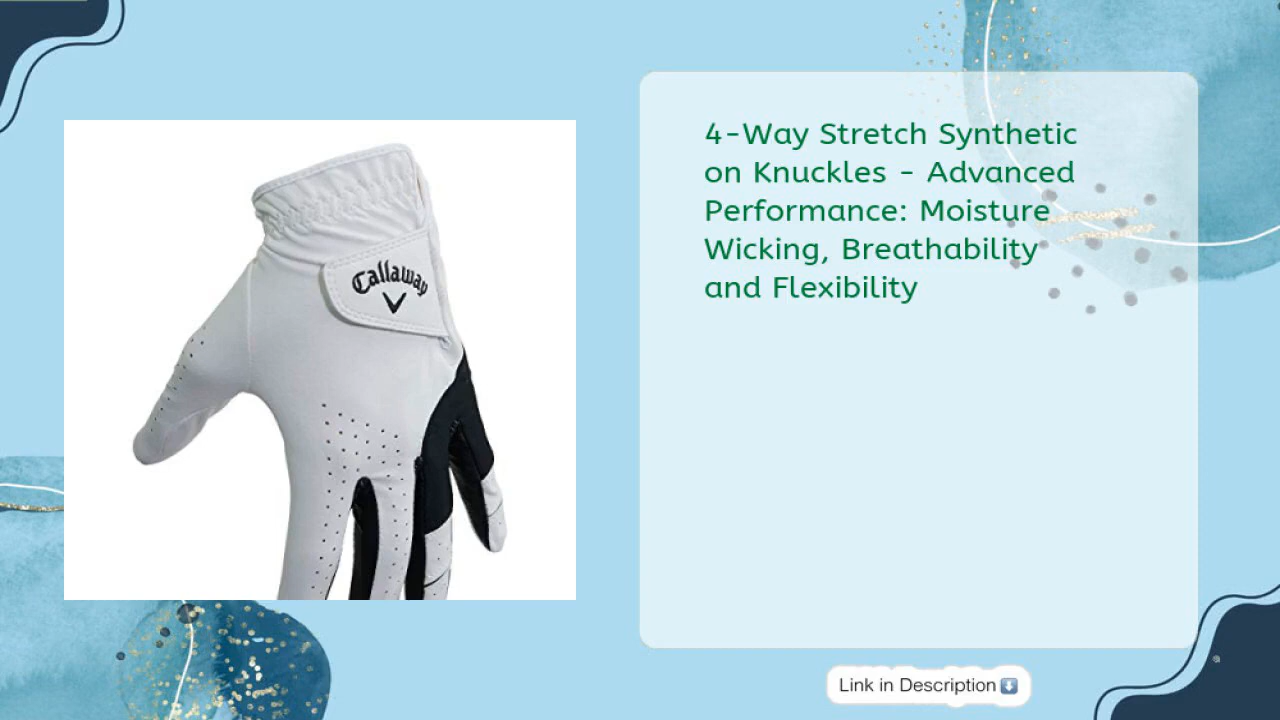 Callaway
4-Way Stretch Synthetic
on Knuckles - Advanced
Performance: Moisture
Wicking, Breathability
and Flexibility
Link in Description ⬇️